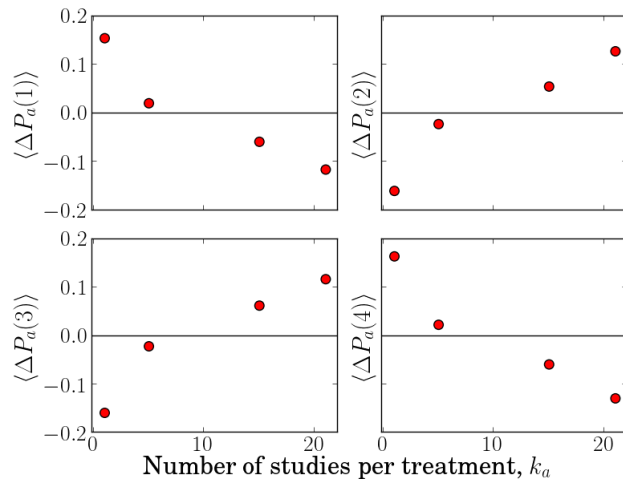 0.2
0.1
0.0
−0.1
−0.2
⟨ΔP_a(1)⟩
⟨ΔP_a(2)⟩
0.2
0.1
0.0
−0.1
−0.2
⟨ΔP_a(3)⟩
⟨ΔP_a(4)⟩
0 10 20 0 10 20
Number of studies per treatment, k_a